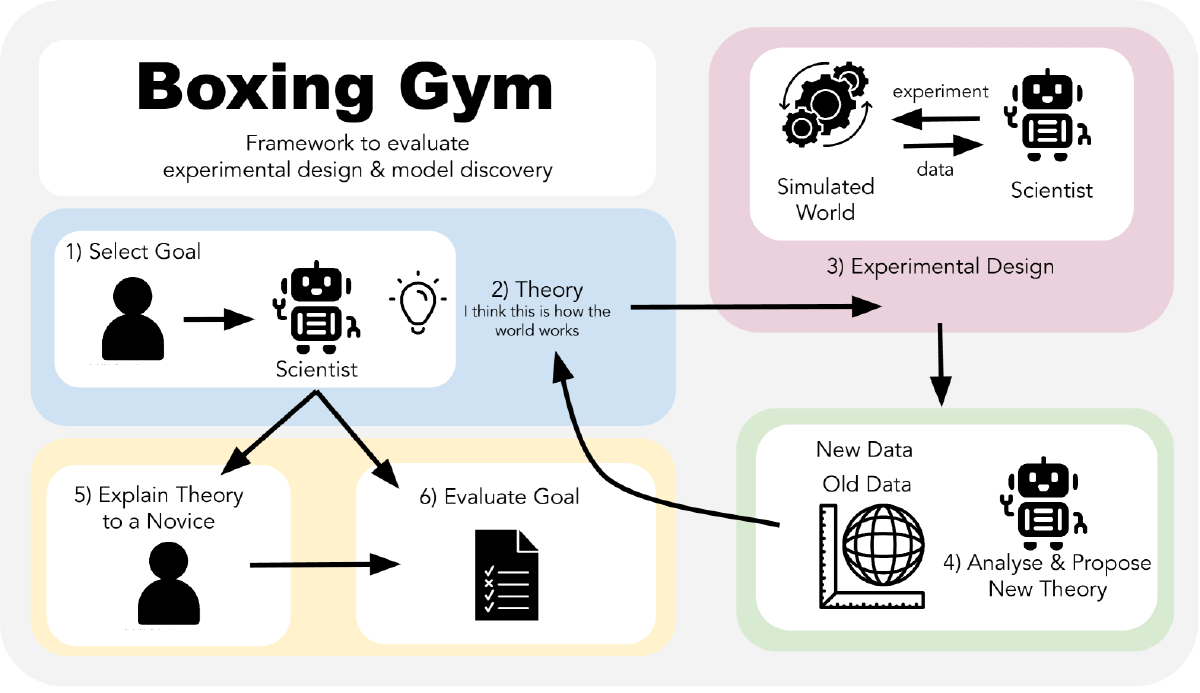 Boxing Gym
Framework to evaluate
experimental design & model discovery
1) Select Goal
Scientist
2) Theory
I think this is how the
world works
experiment
data
Simulated
World
Scientist
3) Experimental Design
New Data
Old Data
4) Analyse & Propose
New Theory
5) Explain Theory
to a Novice
6) Evaluate Goal